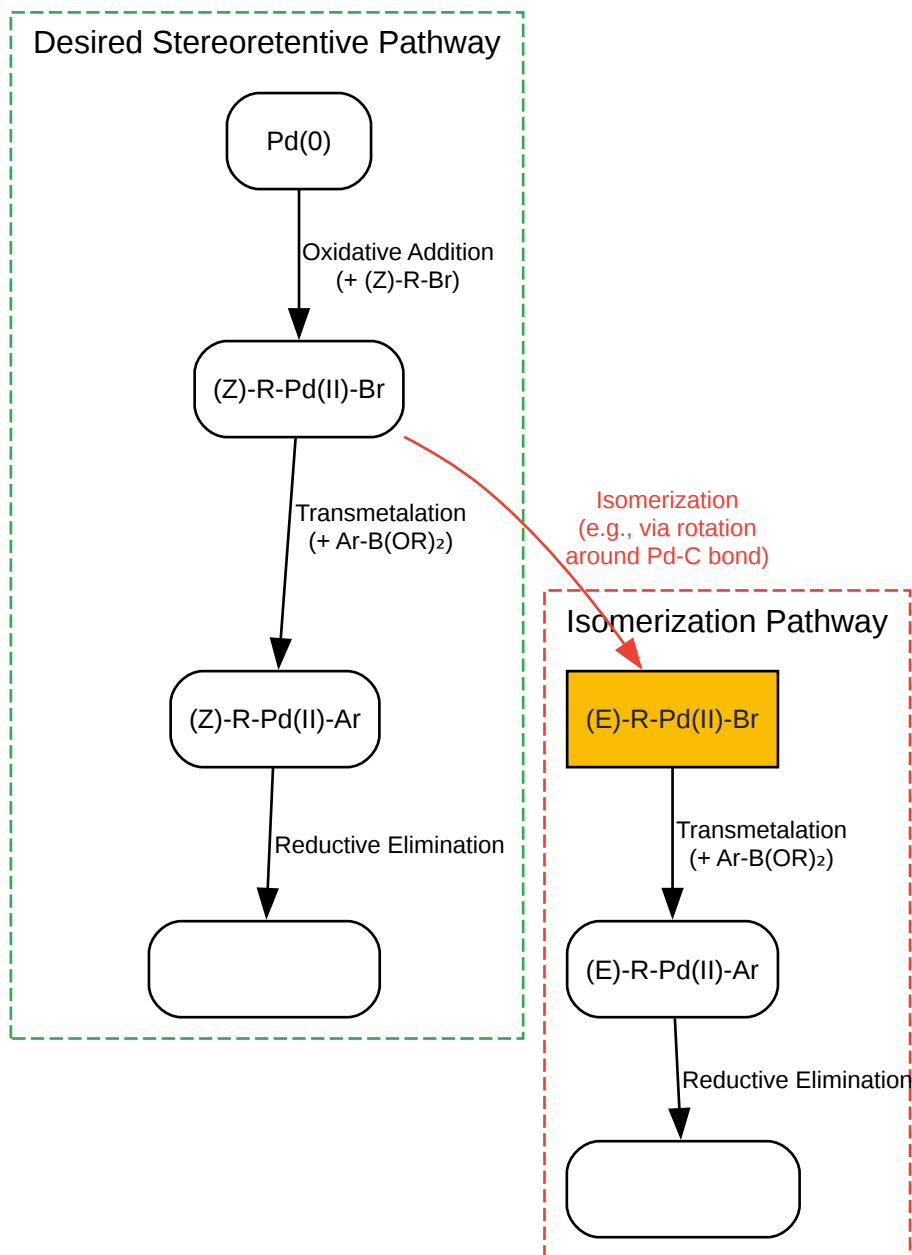 Desired Stereoretentive Pathway
Pd(0)
Oxidative Addition
(+ (Z)-R-Br)
(Z)-R-Pd(II)-Br
Transmetalation
(+ Ar-B(OR)₂)
(Z)-R-Pd(II)-Ar
Reductive Elimination
Isomerization
(e.g., via rotation
around Pd-C bond)
Isomerization Pathway
(E)-R-Pd(II)-Br
Transmetalation
(+ Ar-B(OR)₂)
(E)-R-Pd(II)-Ar
Reductive Elimination